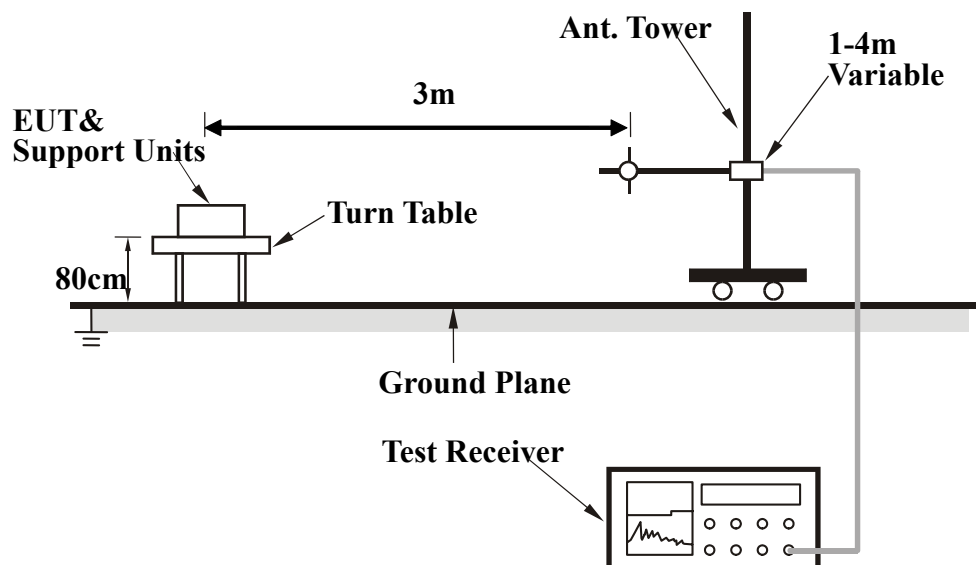 Ant. Tower
1-4m
Variable
3m
EUT&
Support Units
Turn Table
80cm
Ground Plane
Test Receiver